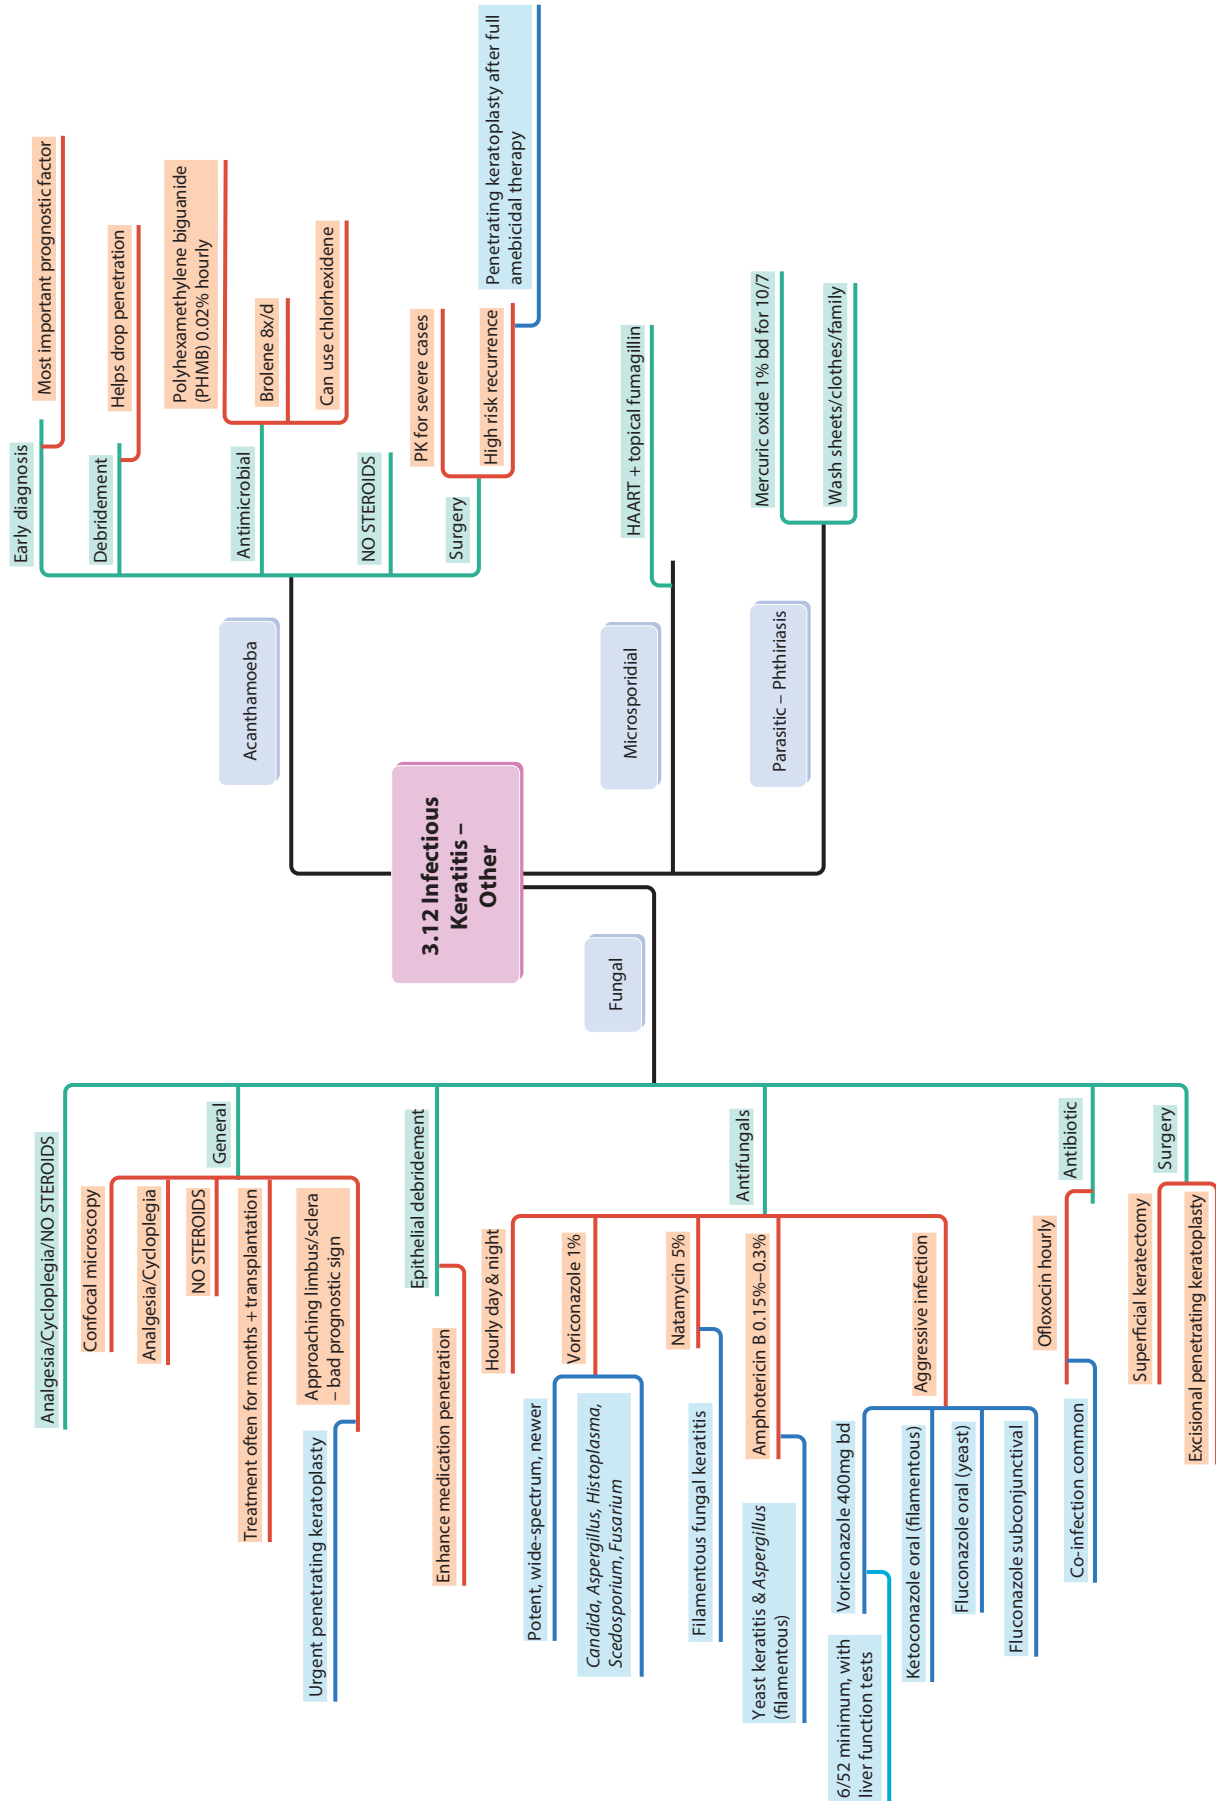 3.12 Infectious
Keratitis –
Other
Acanthamoeba
Early diagnosis
Most important prognostic factor
Debridement
Helps drop penetration
Antimicrobial
Polyhexamethylene biguanide
(PHMB) 0.02% hourly
Brolene 8x/d
Can use chlorhexidene
NO STEROIDS
Surgery
PK for severe cases
High risk recurrence
Penetrating keratoplasty after full
amebicidal therapy
Microsporidial
HAART + topical fumagillin
Parasitic – Phthiriasis
Mercuric oxide 1% bd for 10/7
Wash sheets/clothes/family
Fungal
Analgesia/Cycloplegia/NO STEROIDS
General
Confocal microscopy
Analgesia/Cycloplegia
NO STEROIDS
Treatment often for months + transplantation
Approaching limbus/sclera
– bad prognostic sign
Urgent penetrating keratoplasty
Epithelial debridement
Enhance medication penetration
Antifungals
Hourly day & night
Voriconazole 1%
Potent, wide-spectrum, newer
Candida, Aspergillus, Histoplasma,
Scedosporium, Fusarium
Natamycin 5%
Filamentous fungal keratitis
Amphotericin B 0.15%–0.3%
Yeast keratitis & Aspergillus
(filamentous)
Aggressive infection
Voriconazole 400mg bd
6/52 minimum, with
liver function tests
Ketoconazole oral (filamentous)
Fluconazole oral (yeast)
Fluconazole subconjunctival
Antibiotic
Ofloxocin hourly
Co-infection common
Surgery
Superficial keratectomy
Excisional penetrating keratoplasty